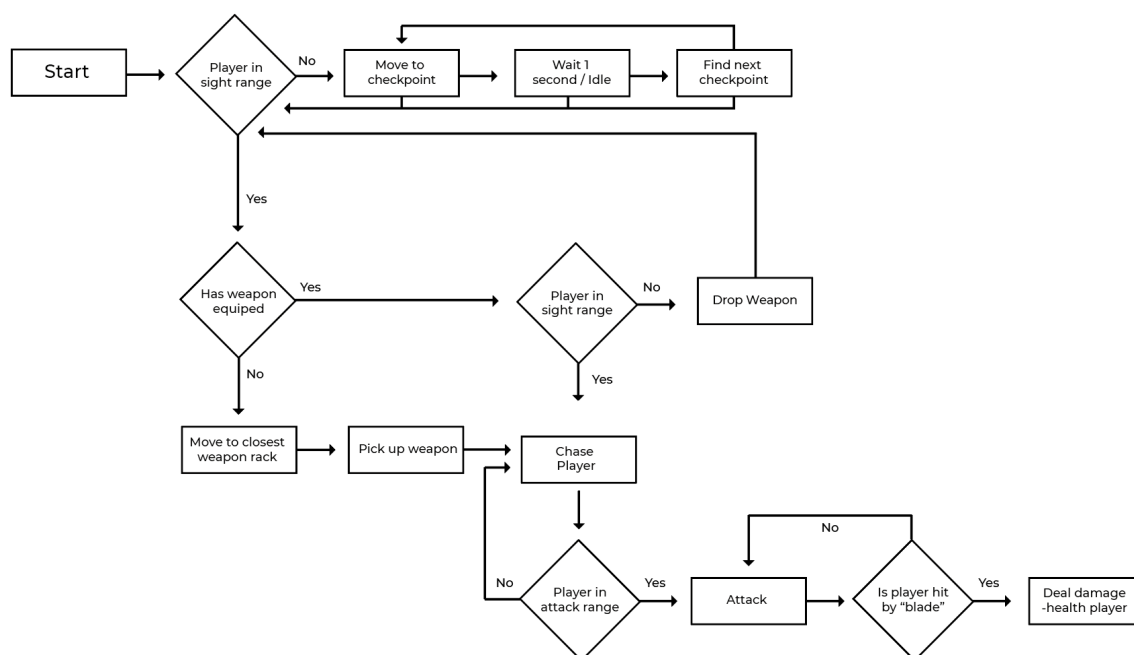 Start
Player in
sight range
No
Move to
checkpoint
Wait 1
second / Idle
Find next
checkpoint
Yes
Has weapon
equiped
Yes
Player in
sight range
No
Drop Weapon
No
Yes
Move to closest
weapon rack
Pick up weapon
Chase
Player
No
Player in
attack range
Yes
Attack
No
Is player hit
by “blade”
Yes
Deal damage
-health player